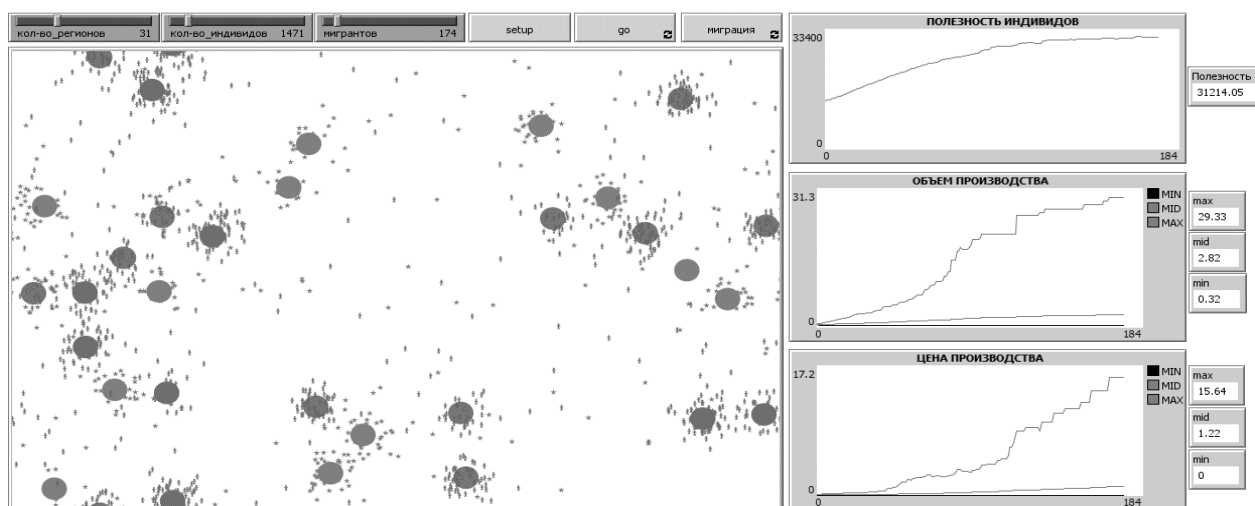 кол-во_регионов 31
кол-во_индивидов 1471
мигрантов 174
setup
go
миграция
ПОЛЕЗНОСТЬ ИНДИВИДОВ
33400
0
0
184
Полезность
31214.05
ОБЪЕМ ПРОИЗВОДСТВА
31.3
0
0
184
MIN
MID
MAX
max
29.33
mid
2.82
min
0.32
ЦЕНА ПРОИЗВОДСТВА
17.2
0
0
184
MIN
MID
MAX
max
15.64
mid
1.22
min
0